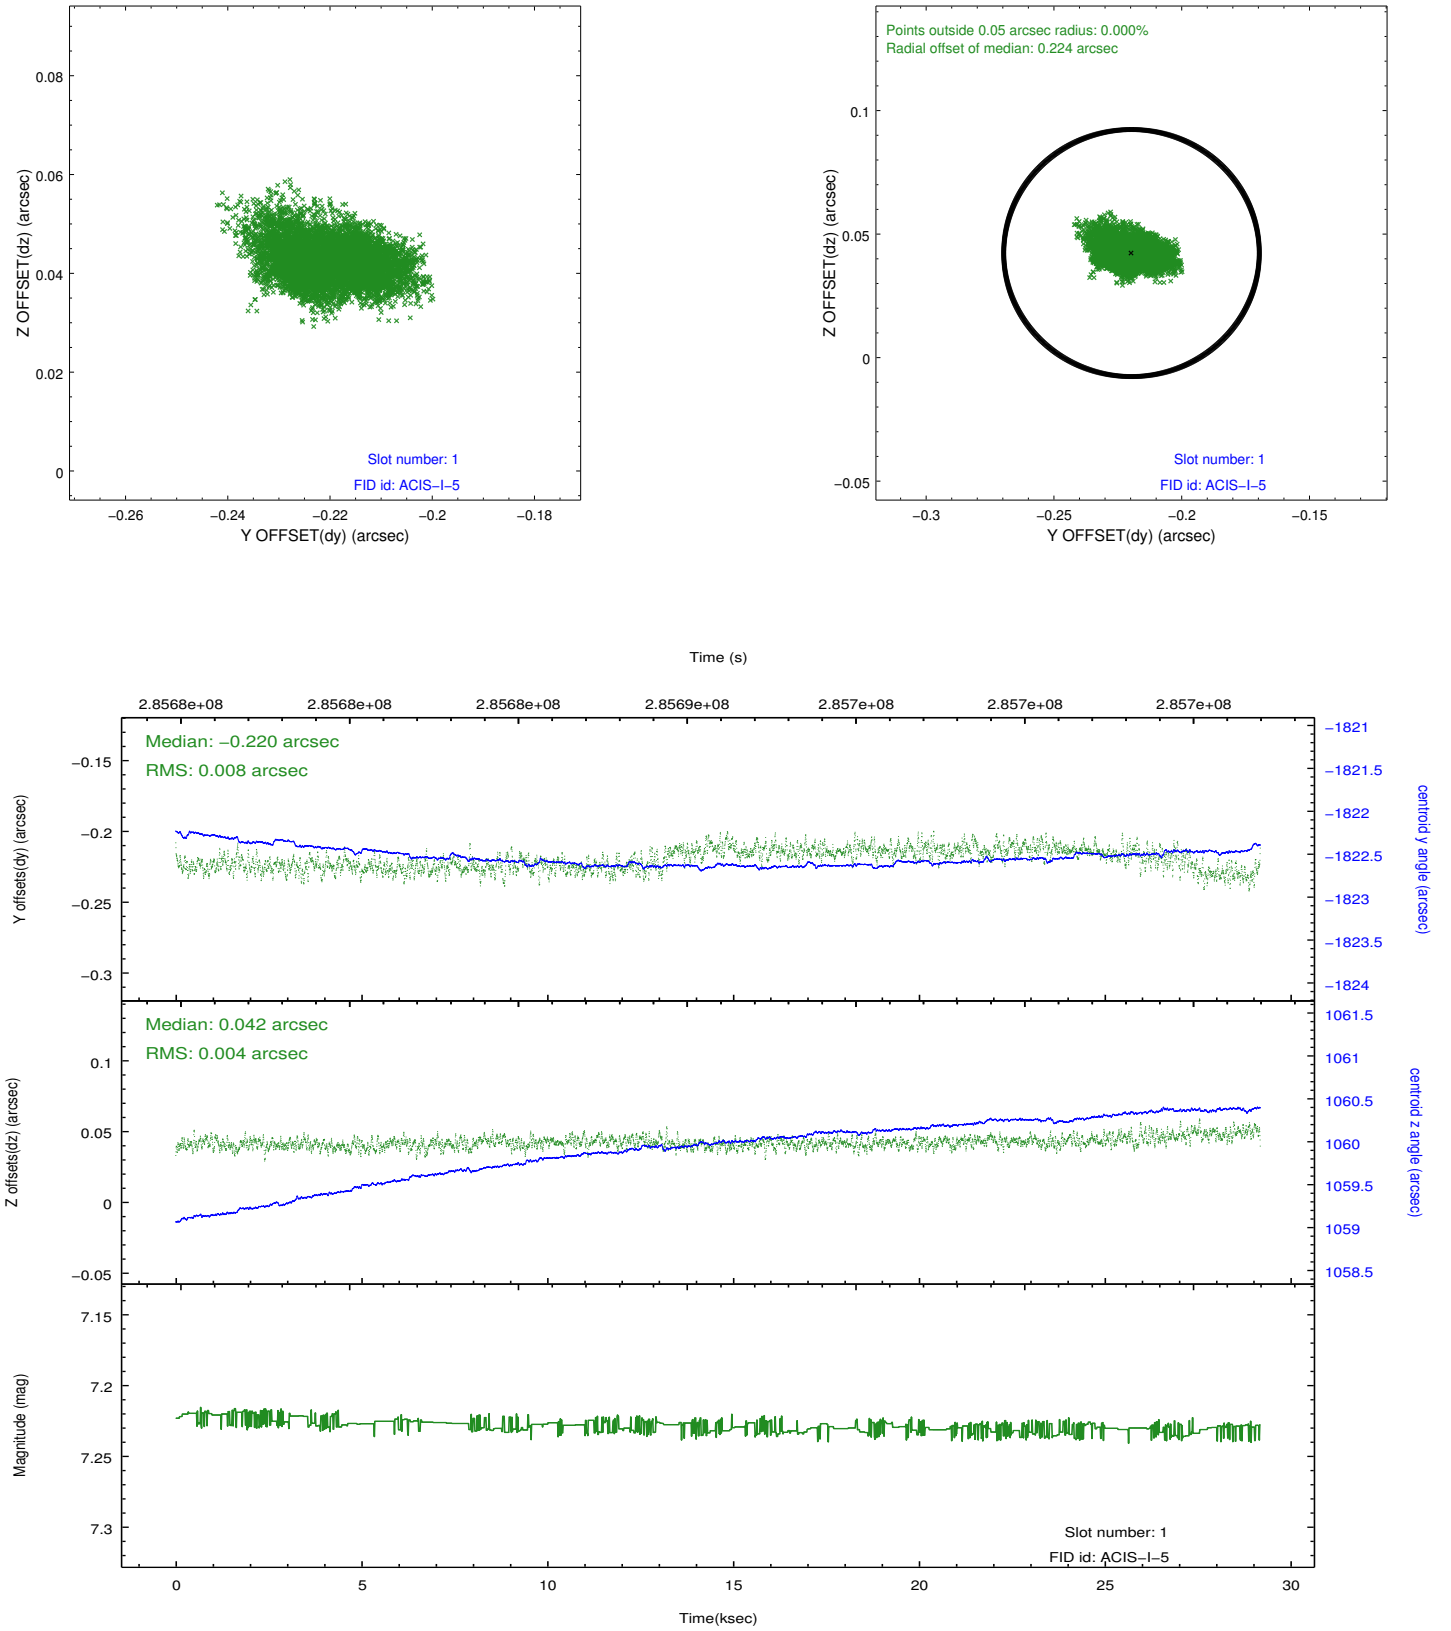 0.08
0.06
0.04
0.02
0
Z OFFSET(dz) (arcsec)
Slot number: 1
FID id: ACIS−I−5
−0.26
−0.24
−0.22
−0.2
−0.18
Y OFFSET(dy) (arcsec)
Points outside 0.05 arcsec radius: 0.000%
Radial offset of median: 0.224 arcsec
0.1
0.05
0
−0.05
Z OFFSET(dz) (arcsec)
Slot number: 1
FID id: ACIS−I−5
−0.3
−0.25
−0.2
−0.15
Y OFFSET(dy) (arcsec)
Time (s)
2.8568e+08
2.8568e+08
2.8568e+08
2.8569e+08
2.857e+08
2.857e+08
2.857e+08
Median: −0.220 arcsec
RMS: 0.008 arcsec
−0.15
−0.2
−0.25
−0.3
Y offsets(dy) (arcsec)
−1821
−1821.5
−1822
−1822.5
−1823
−1823.5
−1824
centroid y angle (arcsec)
Median: 0.042 arcsec
RMS: 0.004 arcsec
0.1
0.05
0
−0.05
Z offsets(dz) (arcsec)
1061.5
1061
1060.5
1060
1059.5
1059
1058.5
centroid z angle (arcsec)
7.15
7.2
7.25
7.3
Magnitude (mag)
Slot number: 1
FID id: ACIS−I−5
0
5
10
15
20
25
30
Time(ksec)